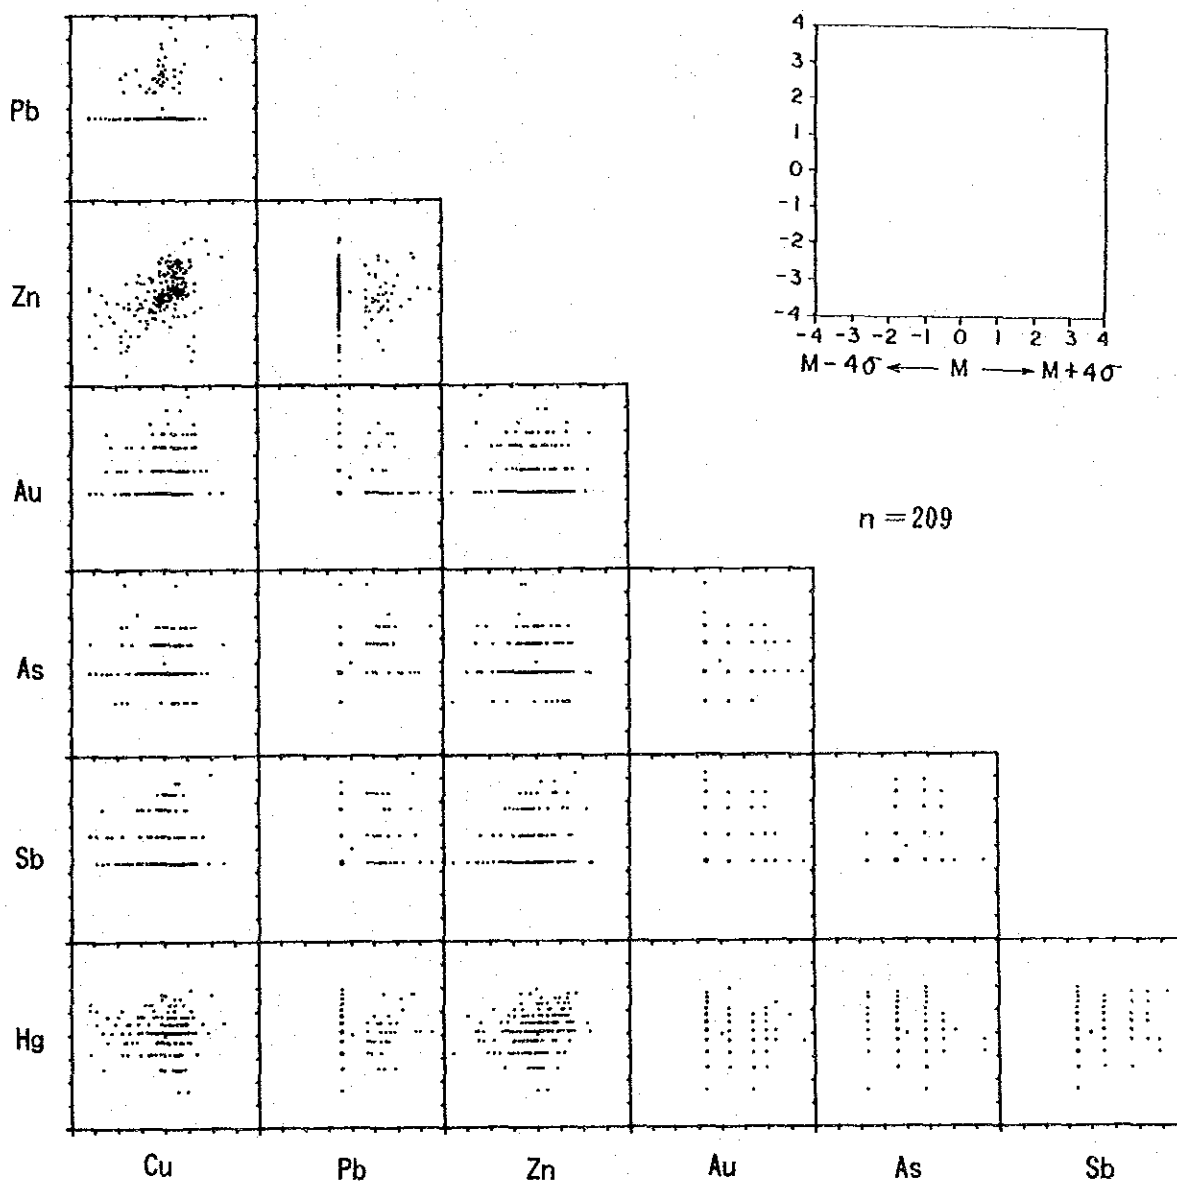 Pb
Zn
Au
As
Sb
Hg
Cu Pb Zn Au As Sb
4
3
2
1
0
-1
-2
-3
-4
-4 -3 -2 -1 0 1 2 3 4
M-4σ ← M → M+4σ
n=209